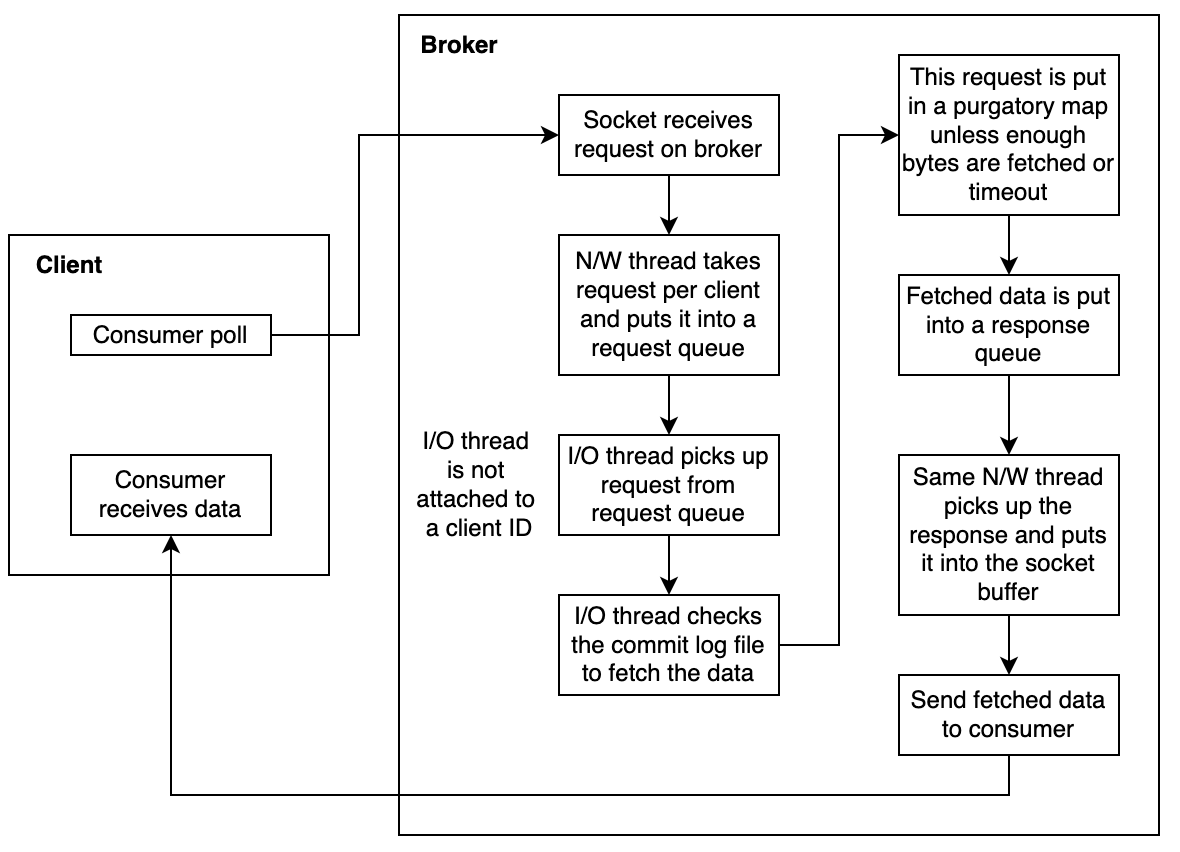 Broker
Socket receives
request on broker
N/W thread takes
request per client
and puts it into a
request queue
I/O thread
is not
attached to
a client ID
I/O thread picks up
request from
request queue
I/O thread checks
the commit log file
to fetch the data
This request is put
in a purgatory map
unless enough
bytes are fetched or
timeout
Fetched data is put
into a response
queue
Same N/W thread
picks up the
response and puts
it into the socket
buffer
Send fetched data
to consumer
Client
Consumer poll
Consumer
receives data